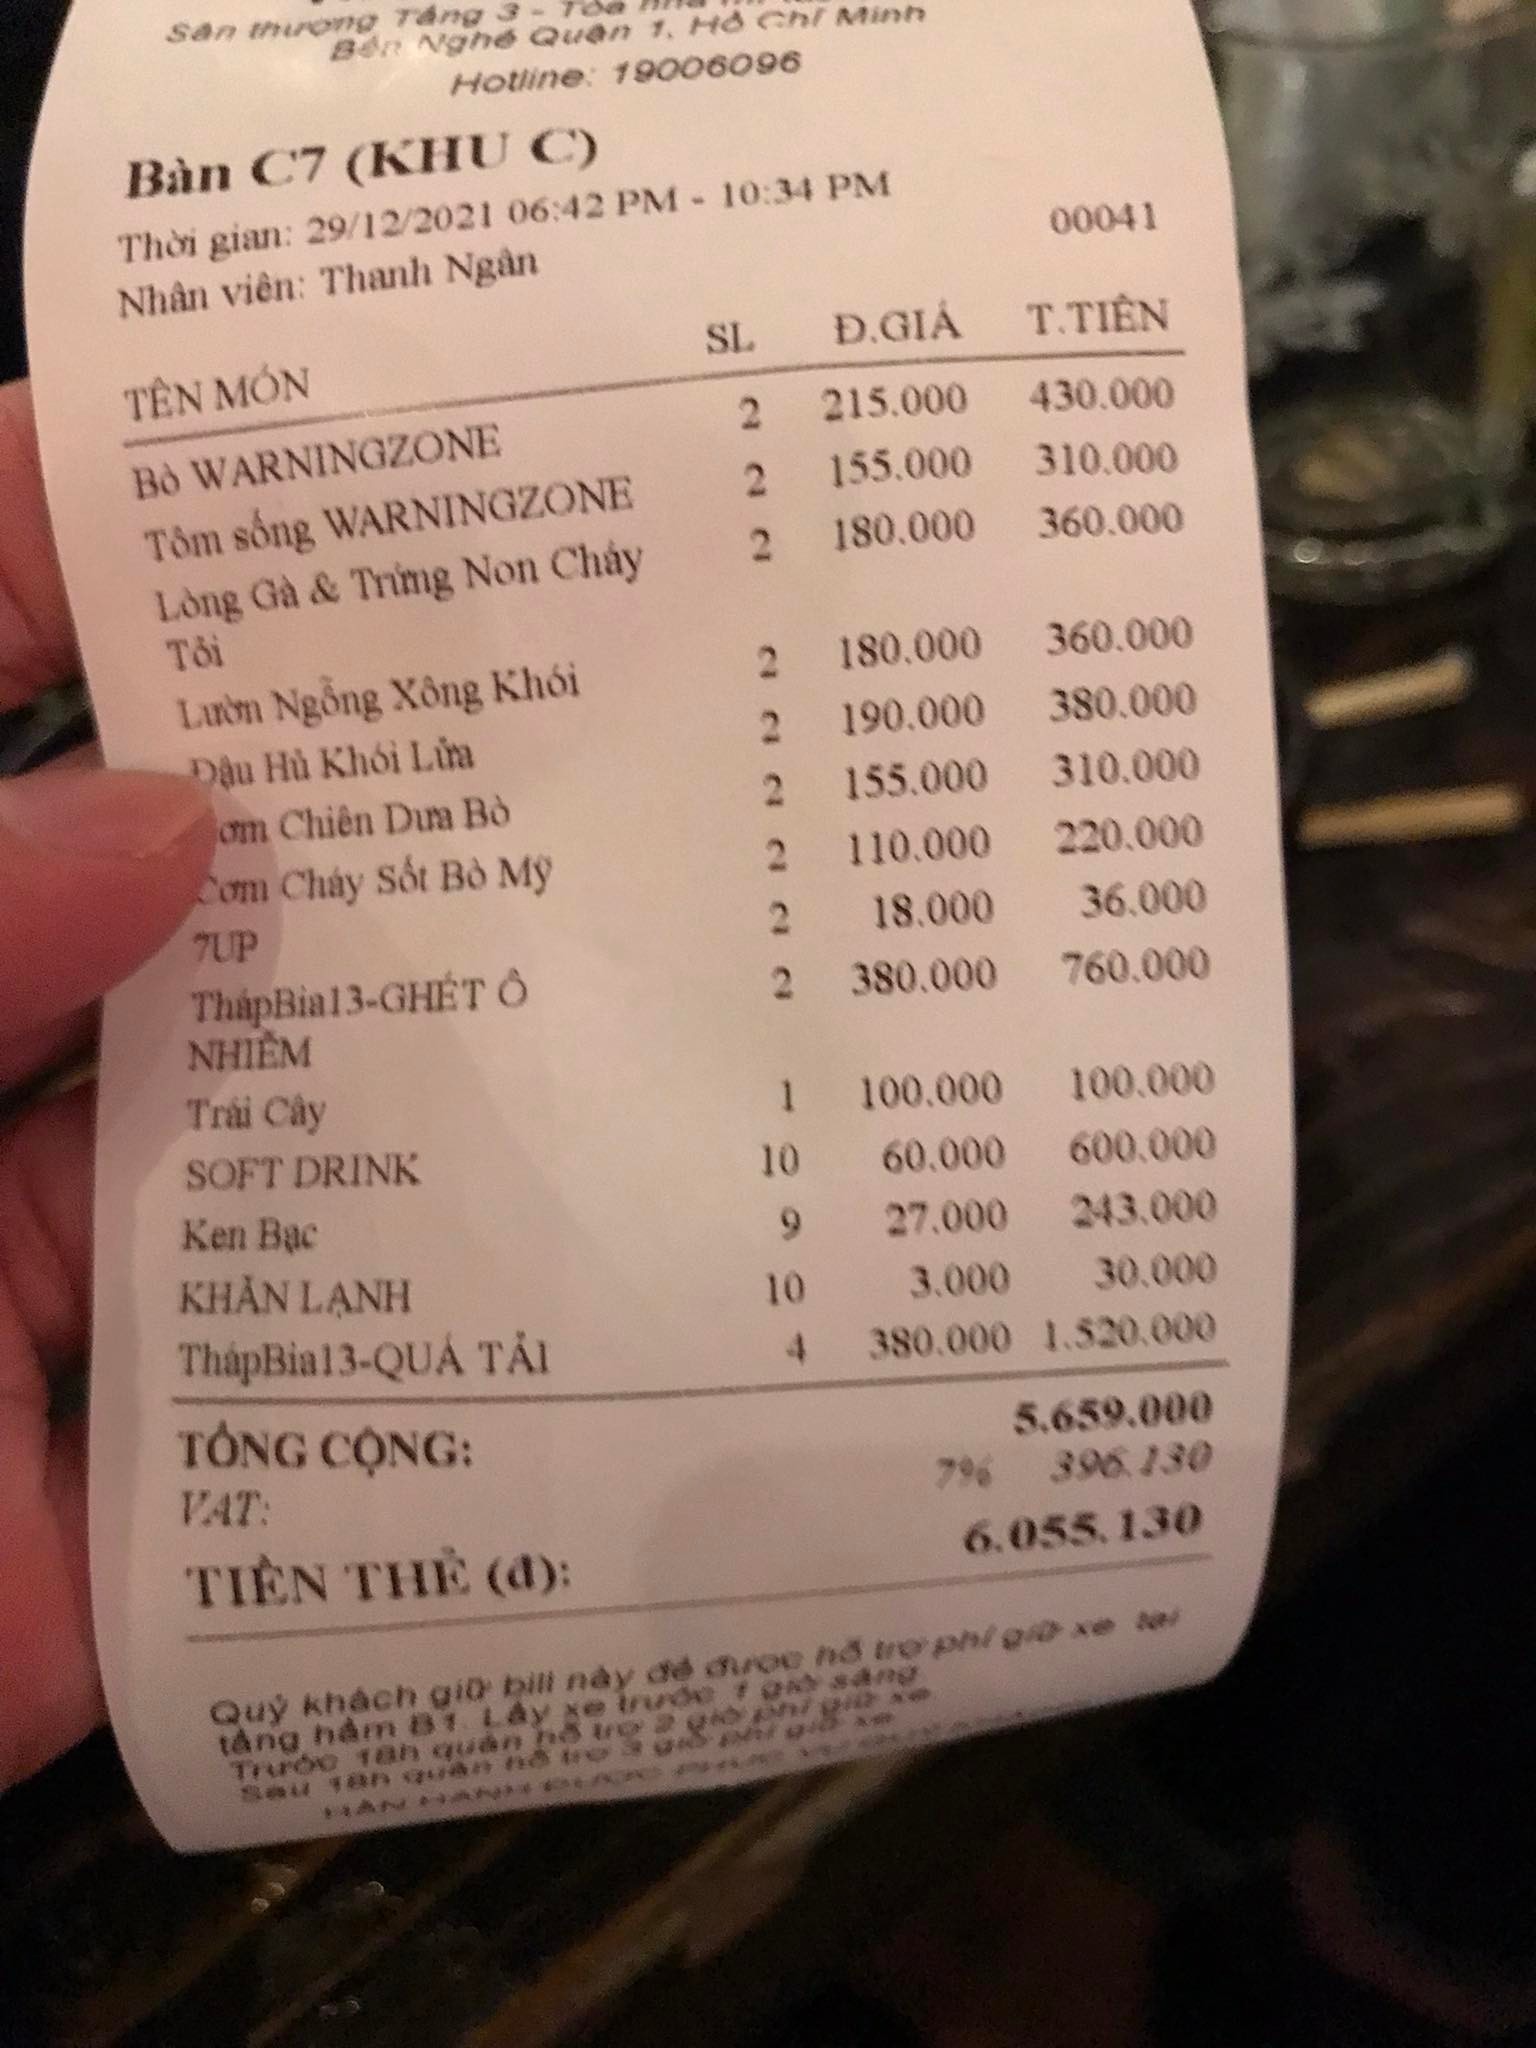 Sân thượng Tầng 3 - Tòa nhà
Bến Nghé Quận 1, Hồ Chí Minh
Hotline: 19006096
Bàn C7 (KHU C)
Thời gian: 29/12/2021 06:42 PM - 10:34 PM
Nhân viên: Thanh Ngân 00041
TÊN MÓN SL Đ.GIÁ T.TIỀN
Bò WARNINGZONE 2 215.000 430.000
Tôm sống WARNINGZONE 2 155.000 310.000
Lòng Gà & Trứng Non Cháy 2 180.000 360.000
Tỏi
Lườn Ngỗng Xông Khói 2 180.000 360.000
Đậu Hủ Khói Lửa 2 190.000 380.000
ơm Chiên Dưa Bò 2 155.000 310.000
Cơm Cháy Sốt Bò Mỹ 2 110.000 220.000
7UP 2 18.000 36.000
ThápBia13-GHÉT Ô 2 380.000 760.000
NHIỄM
Trái Cây 1 100.000 100.000
SOFT DRINK 10 60.000 600.000
Ken Bạc 9 27.000 243.000
KHĂN LẠNH 10 3.000 30.000
ThápBia13-QUÁ TẢI 4 380.000 1.520.000
TỔNG CỘNG: 5.659.000
VAT: 7% 396.130
TIỀN THẺ (đ): 6.055.130
Quý khách giữ bill này để được hỗ trợ phí giữ xe tại
tầng hầm B1. Lấy xe trước 1 giờ sáng
Trước 18h quán hỗ trợ 2 giờ phí giữ xe
Sau 18h quán hỗ trợ 3 giờ phí giữ xe
HÂN HẠNH ĐƯỢC PHỤC VỤ